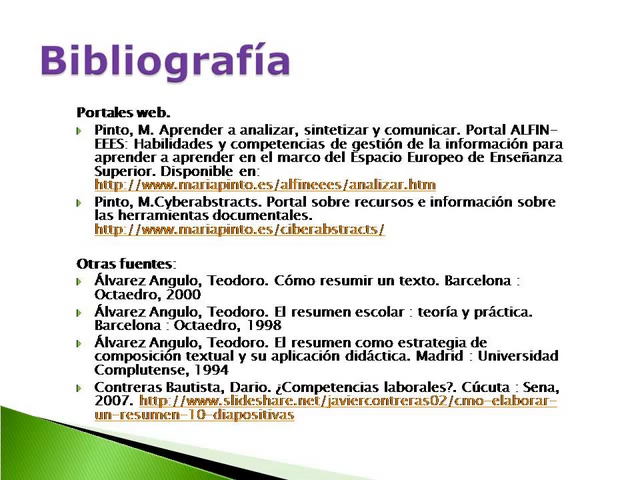 Bibliografía
Portales web.
Pinto, M. Aprender a analizar, sintetizar y comunicar. Portal ALFIN-
EEES: Habilidades y competencias de gestión de la información para
aprender a aprender en el marco del Espacio Europeo de Enseñanza
Superior. Disponible en:
http://www.mariapinto.es/alfineees/analizar.htm
Pinto, M.Cyberabstracts. Portal sobre recursos e información sobre
las herramientas documentales.
http://www.mariapinto.es/ciberabstracts/
Otras fuentes:
Álvarez Angulo, Teodoro. Cómo resumir un texto. Barcelona :
Octaedro, 2000
Álvarez Angulo, Teodoro. El resumen escolar : teoría y práctica.
Barcelona : Octaedro, 1998
Álvarez Angulo, Teodoro. El resumen como estrategia de
composición textual y su aplicación didáctica. Madrid : Universidad
Complutense, 1994
Contreras Bautista, Dario. ¿Competencias laborales?. Cúcuta : Sena,
2007. http://www.slideshare.net/javiercontreras02/cmo-elaborar-
un-resumen-10-diapositivas